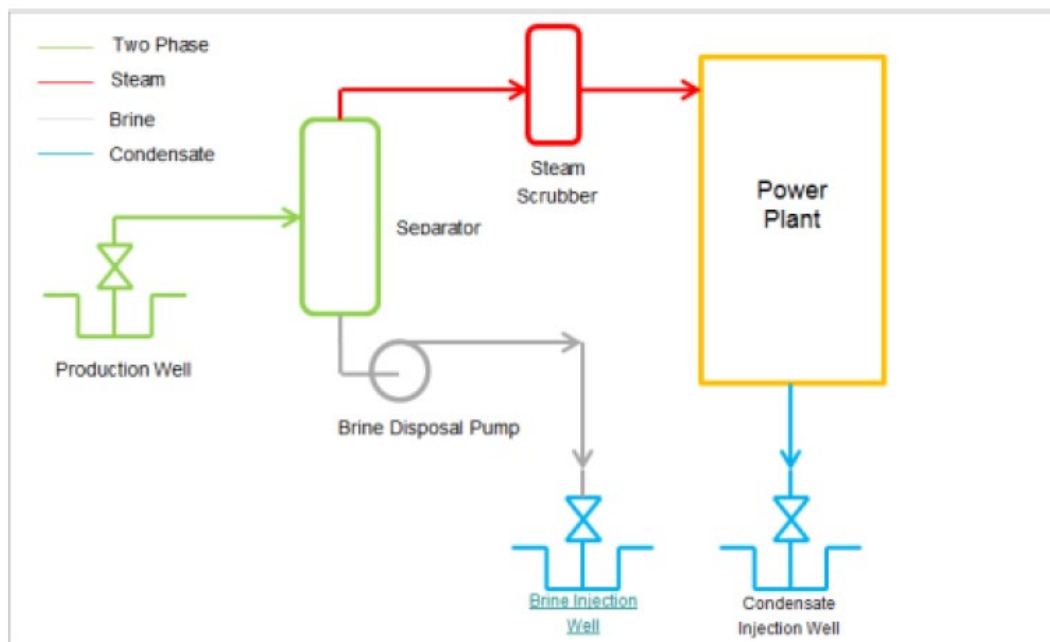 Two Phase
Steam
Brine
Condensate
Steam
Scrubber
Power
Plant
Separator
Production Well
Brine Disposal Pump
Brine Injection
Well
Condensate
Injection Well